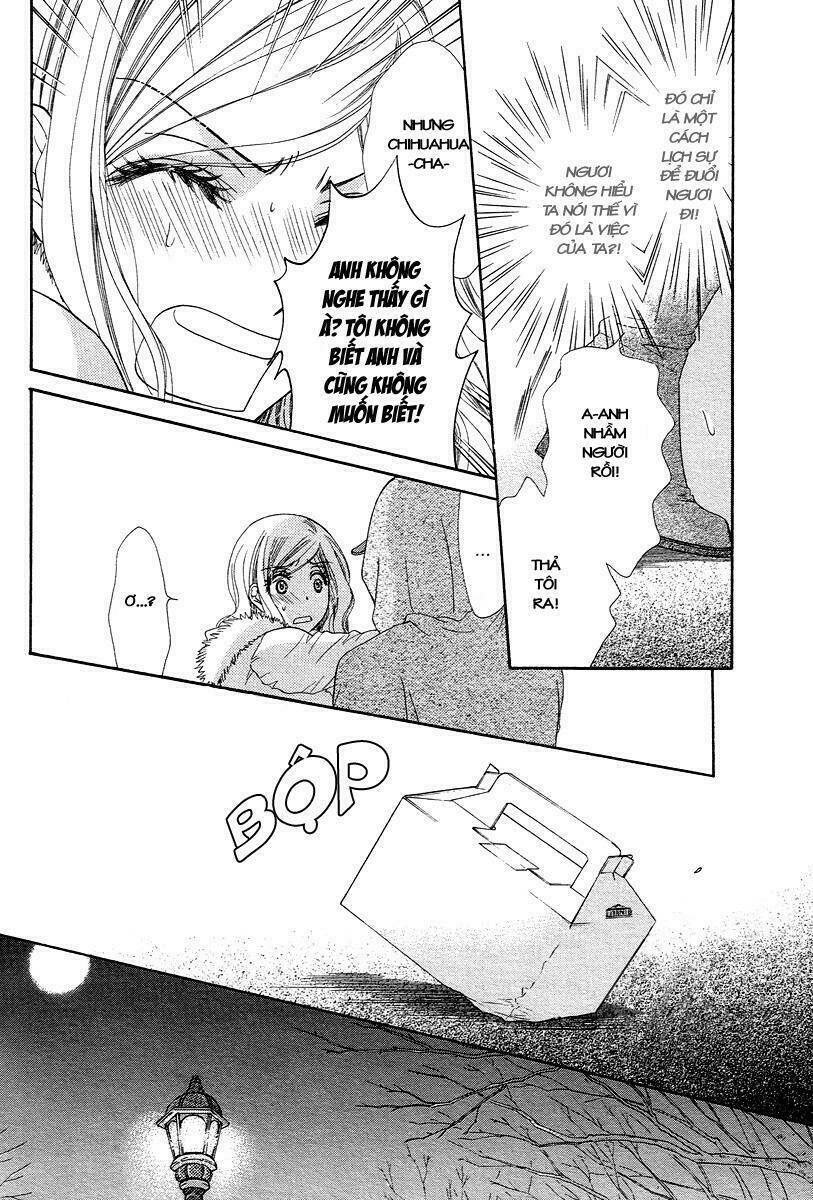 ĐÓ CHỈ
LÀ MỘT
CÁCH
LỊCH SỰ
ĐỂ ĐUỔI
NGƯƠI
ĐI!
NGƯƠI
KHÔNG HIỂU
TA NÓI THẾ VÌ
ĐÓ LÀ VIỆC
CỦA TA?!
A-ANH
NHẦM
NGƯỜI
RỒI!
THẢ
TÔI
RA!
NHƯNG
CHIHUAHUA
-CHA-
ANH KHÔNG
NGHE THẤY GÌ
À? TÔI KHÔNG
BIẾT ANH VÀ
CŨNG KHÔNG
MUỐN BIẾT!
...
Ơ...?
BỘP